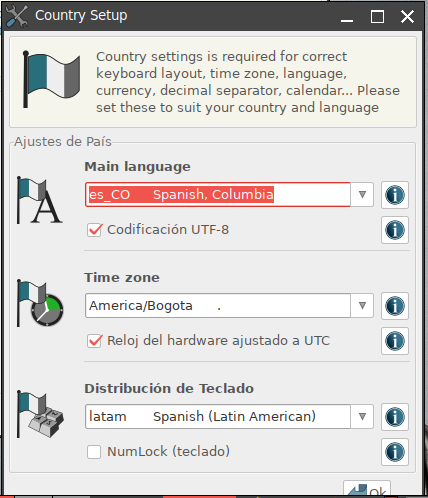 Country Setup
Country settings is required for correct
keyboard layout, time zone, language,
currency, decimal separator, calendar... Please
set these to suit your country and language
Ajustes de País
Main language
es_CO Spanish, Columbia
Codificación UTF-8
Time zone
America/Bogota .
Reloj del hardware ajustado a UTC
Distribución de Teclado
latam Spanish (Latin American)
NumLock (teclado)
Ok